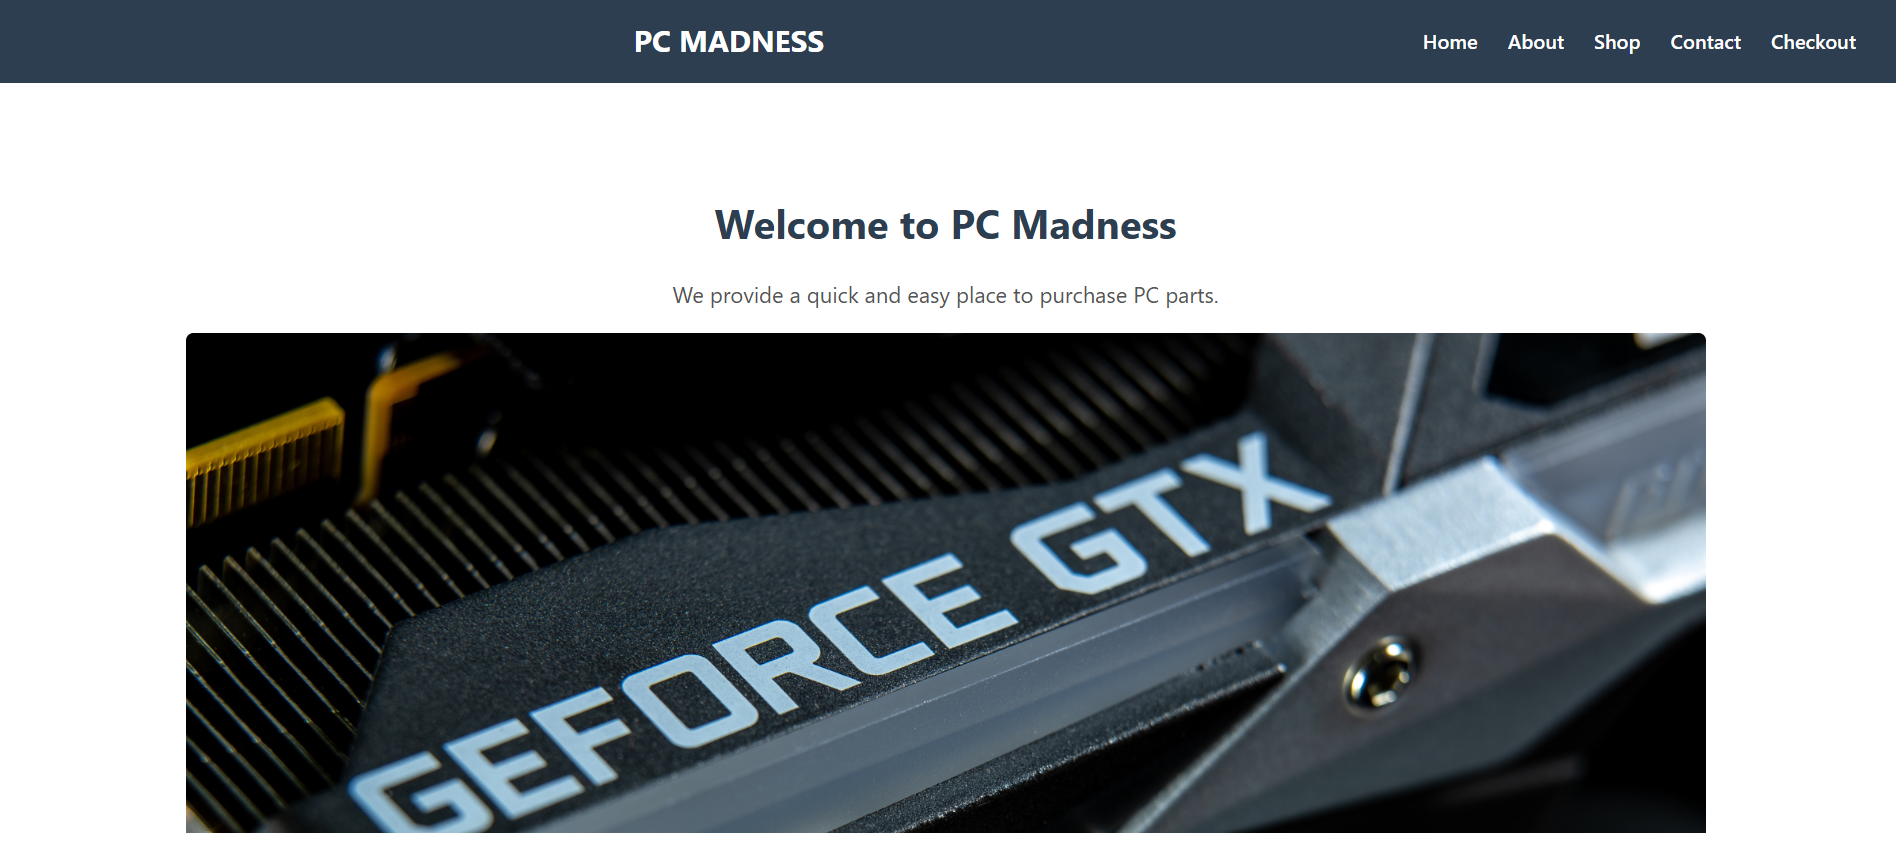 PC MADNESS
Home About Shop Contact Checkout
Welcome to PC Madness
We provide a quick and easy place to purchase PC parts.
GEFORCE GTX